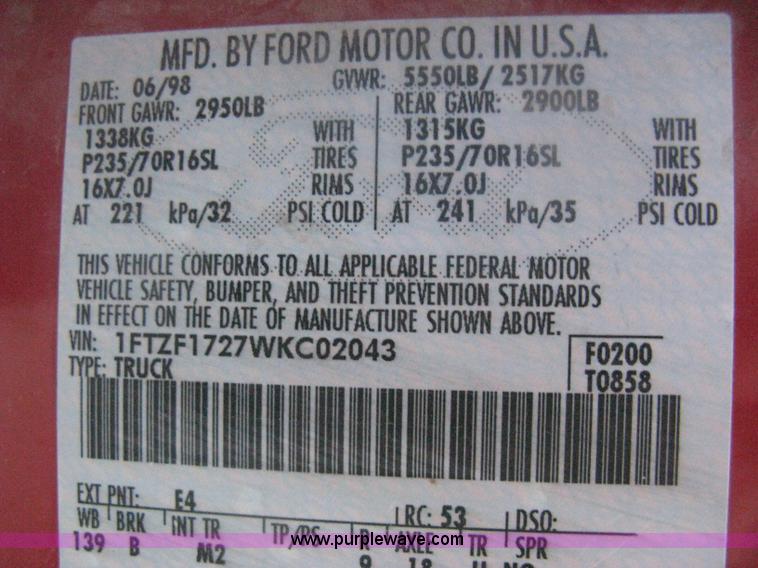 MFD. BY FORD MOTOR CO. IN U.S.A.
DATE: 06/98 GVWR: 5550LB/ 2517KG
FRONT GAWR: 2950LB REAR GAWR: 2900LB
1338KG WITH 1315KG WITH
P235/70R16SL TIRES P235/70R16SL TIRES
16X7.0J RIMS 16X7.0J RIMS
AT 221 kPa/32 PSI COLD AT 241 kPa/35 PSI COLD
THIS VEHICLE CONFORMS TO ALL APPLICABLE FEDERAL MOTOR
VEHICLE SAFETY, BUMPER, AND THEFT PREVENTION STANDARDS
IN EFFECT ON THE DATE OF MANUFACTURE SHOWN ABOVE.
VIN: 1FTZF1727WKC02043 F0200
TYPE: TRUCK T0858
EXT PNT: E4 RC: 53 DSO:
WB BRK INT TR TP/PS R AXLE TR SPR
139 B M2 9 18
www.purplewave.com